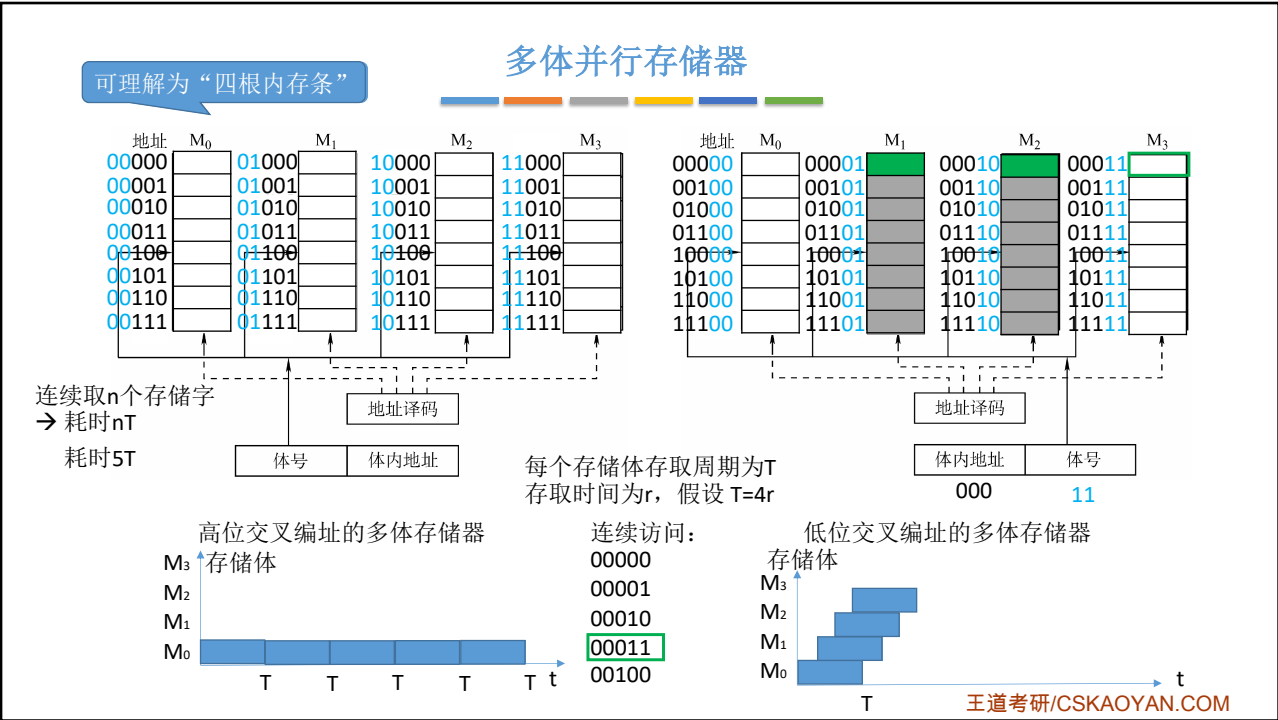 多体并行存储器
可理解为“四根内存条”
地址 M₀ M₁ M₂ M₃
00000 01000 10000 11000
00001 01001 10001 11001
00010 01010 10010 11010
00011 01011 10011 11011
00100 01100 10100 11100
00101 01101 10101 11101
00110 01110 10110 11110
00111 01111 10111 11111
地址译码
体号 体内地址
连续取n个存储字
→ 耗时nT
耗时5T
地址 M₀ M₁ M₂ M₃
00000 00001 00010 00011
00100 00101 00110 00111
01000 01001 01010 01011
01100 01101 01110 01111
10000 10001 10010 10011
10100 10101 10110 10111
11000 11001 11010 11011
11100 11101 11110 11111
地址译码
体内地址 体号
000 11
每个存储体存取周期为T
存取时间为r，假设 T=4r
高位交叉编址的多体存储器
存储体
M₃
M₂
M₁
M₀
T T T T T t
连续访问：
00000
00001
00010
00011
00100
低位交叉编址的多体存储器
存储体
M₃
M₂
M₁
M₀
T t
王道考研/CSKAOYAN.COM